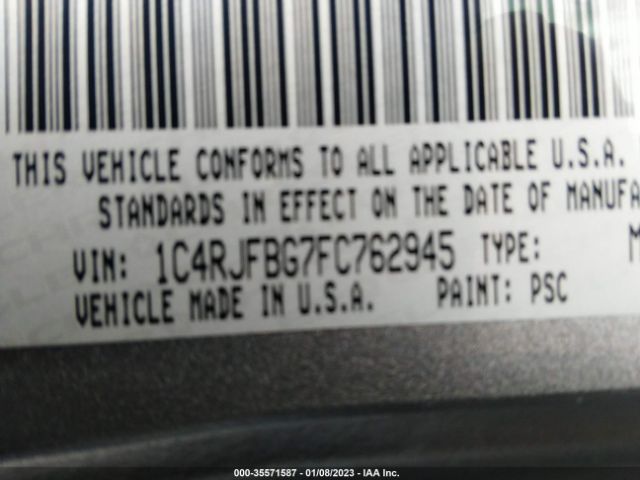 THIS VEHICLE CONFORMS TO ALL APPLICABLE U.S.A.
STANDARDS IN EFFECT ON THE DATE OF MANUFA
VIN: 1C4RJFBG7FC762945 TYPE: M
VEHICLE MADE IN U.S.A. PAINT: PSC
000-35571587 - 01/08/2023 - IAA Inc.